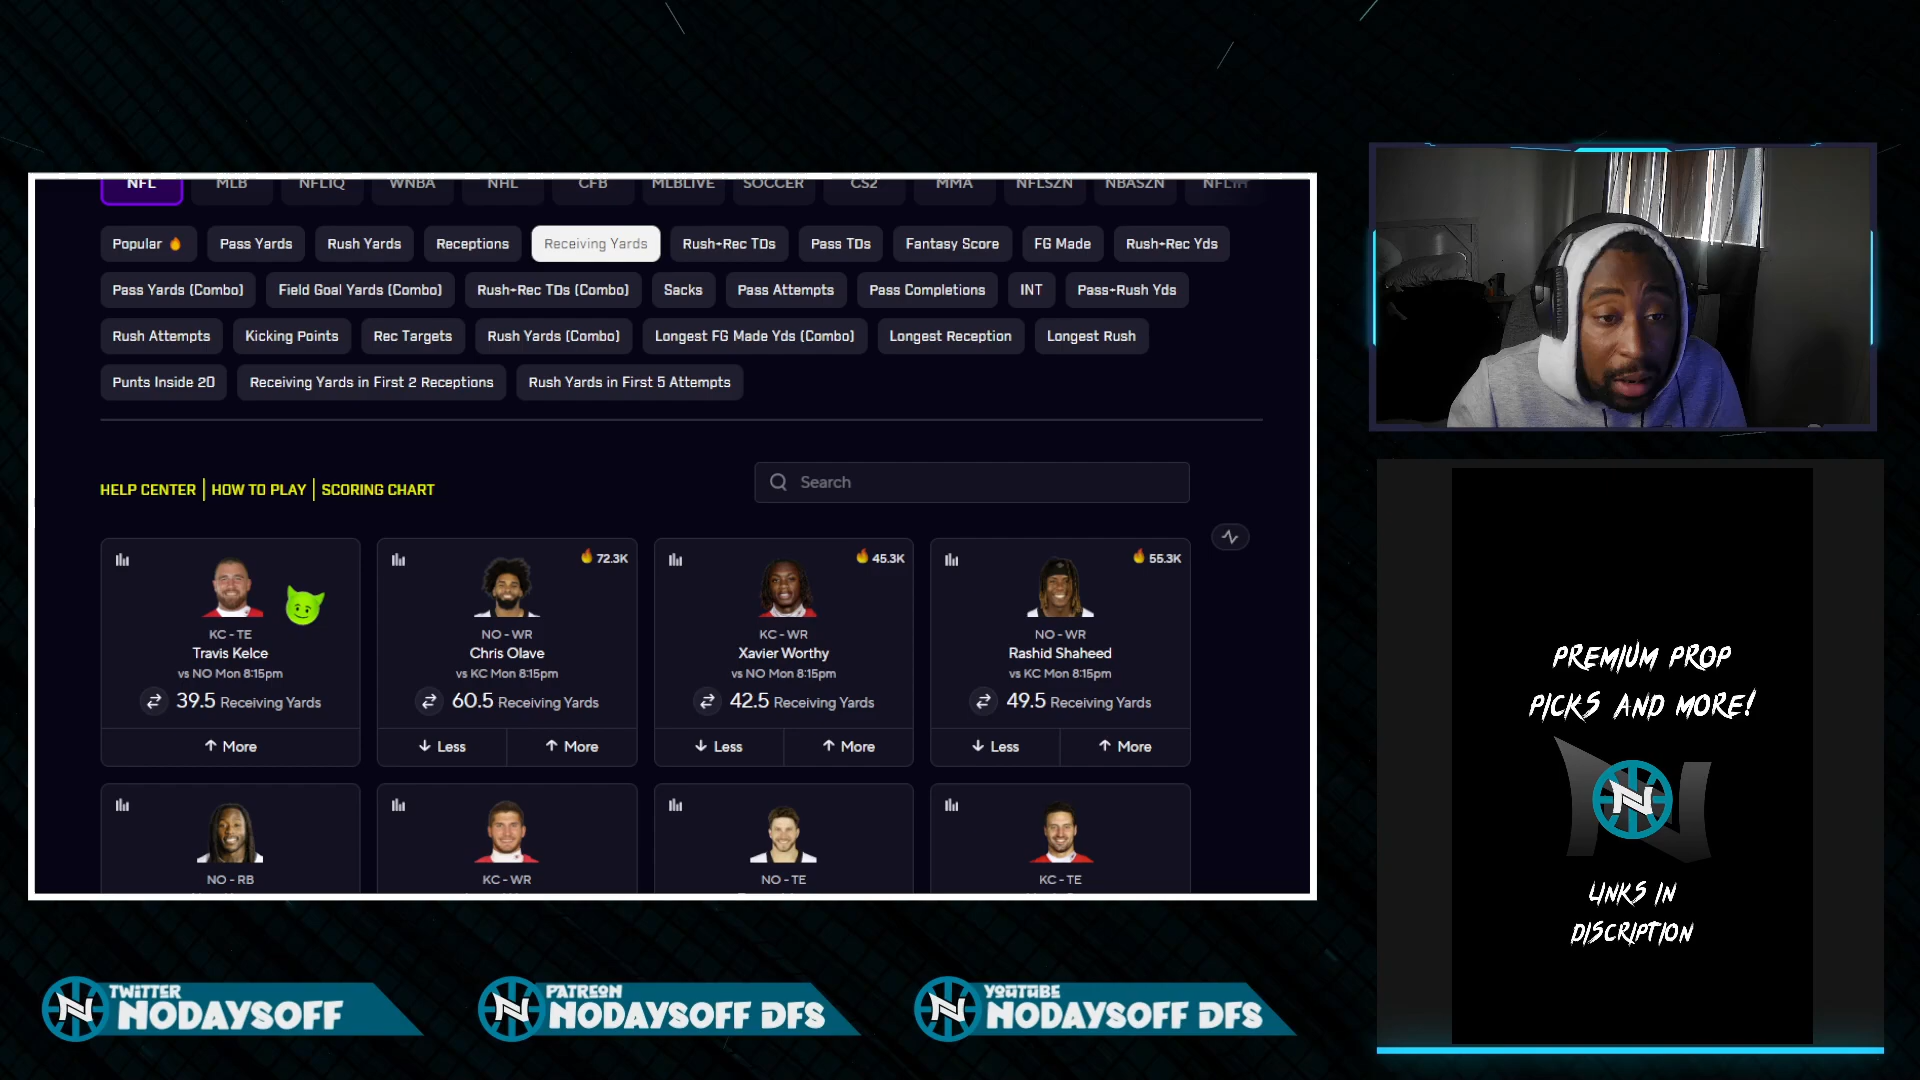 NFL MLB NFLIQ WNBA NHL CFB MLBLIVE SOCCER CS2 MMA NFLSZN NBASZN NFL1H
Popular Pass Yards Rush Yards Receptions Receiving Yards Rush+Rec TDs Pass TDs Fantasy Score FG Made Rush+Rec Yds
Pass Yards (Combo) Field Goal Yards (Combo) Rush+Rec TDs (Combo) Sacks Pass Attempts Pass Completions INT Pass+Rush Yds
Rush Attempts Kicking Points Rec Targets Rush Yards (Combo) Longest FG Made Yds (Combo) Longest Reception Longest Rush
Punts Inside 20 Receiving Yards in First 2 Receptions Rush Yards in First 5 Attempts
HELP CENTER HOW TO PLAY SCORING CHART
Search
KC - TE
Travis Kelce
vs NO Mon 8:15pm
39.5 Receiving Yards
More
72.3K
NO - WR
Chris Olave
vs KC Mon 8:15pm
60.5 Receiving Yards
Less More
45.3K
KC - WR
Xavier Worthy
vs NO Mon 8:15pm
42.5 Receiving Yards
Less More
55.3K
NO - WR
Rashid Shaheed
vs KC Mon 8:15pm
49.5 Receiving Yards
Less More
NO - RB
KC - WR
NO - TE
KC - TE
PREMIUM PROP
PICKS AND MORE!
N
LINKS IN
DISCRIPTION
N
TWITTER
NODAYSOFF
N
PATREON
NODAYSOFF DFS
N
YOUTUBE
NODAYSOFF DFS